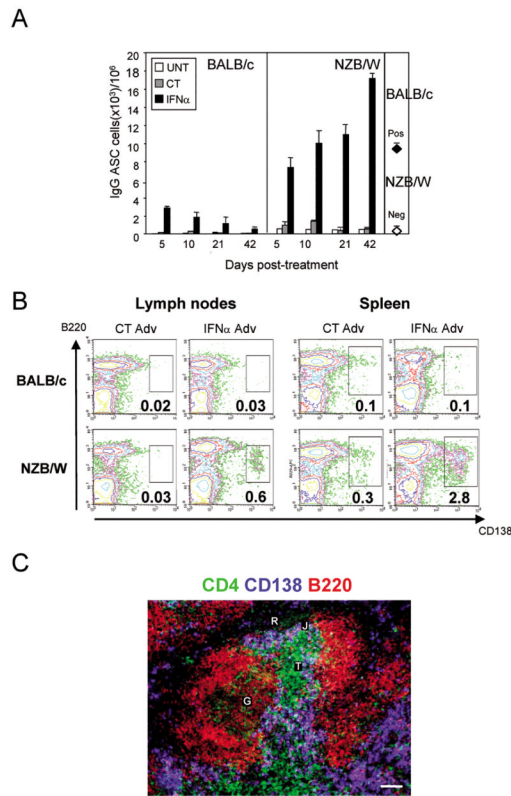 A
BALB/c
NZB/W
UNT
CT
IFNα
IgG ASC cells(x10³)/10⁶
20
18
16
14
12
10
8
6
4
2
0
5 10 21 42 5 10 21 42
Days post-treatment
BALB/c
Pos
NZB/W
Neg
B
Lymph nodes Spleen
B220 CT Adv IFNα Adv CT Adv IFNα Adv
BALB/c
0.02 0.03 0.1 0.1
NZB/W
0.03 0.6 0.3 2.8
CD138
C
CD4 CD138 B220
R J
T
G